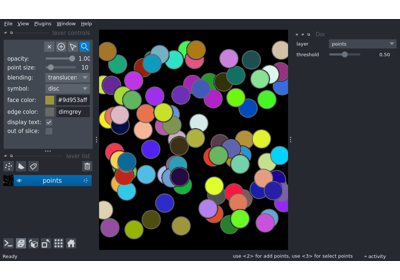 File View Plugins Window Help
layer controls
opacity: 1.00
point size: 10
blending: translucen
symbol: disc
face color: #9d953aff
edge color: dimgrey
display text:
out of slice:
layer list
points
layer points
threshold 0.50
Ready
use <2> for add points, use <3> for select points
activity